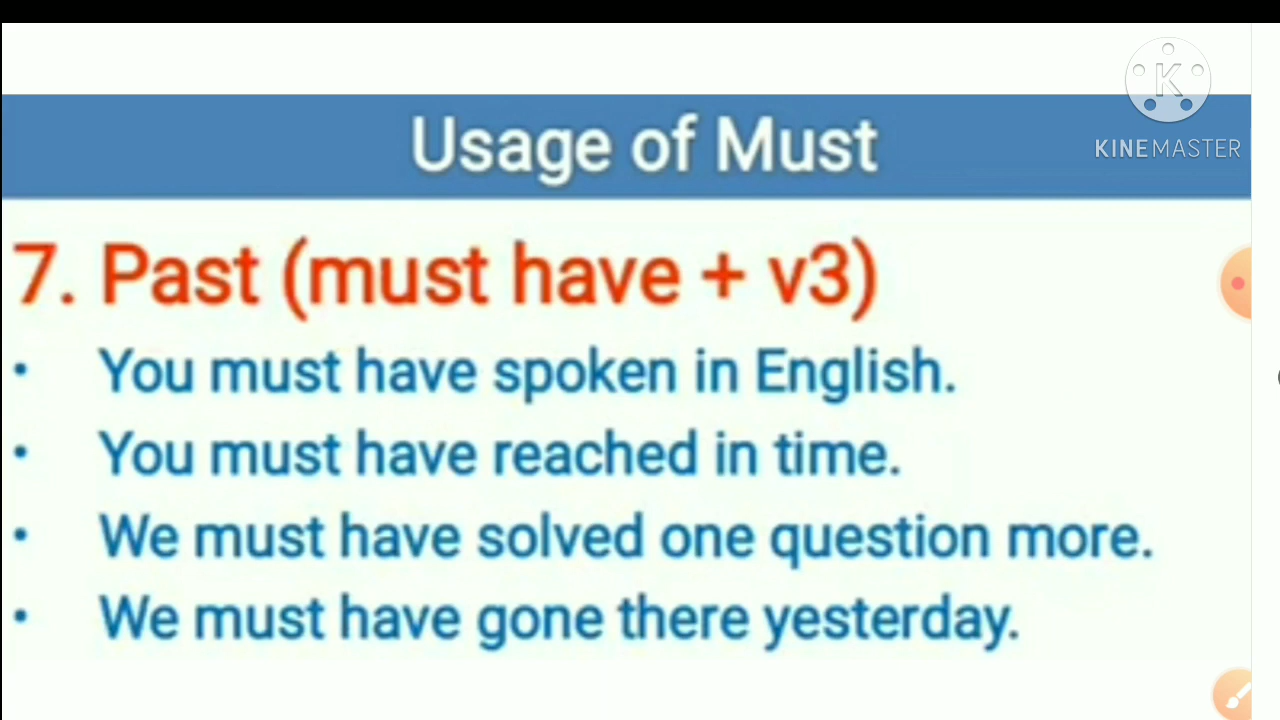 K
KINEMASTER
Usage of Must
7. Past (must have + v3)
• You must have spoken in English.
• You must have reached in time.
• We must have solved one question more.
• We must have gone there yesterday.